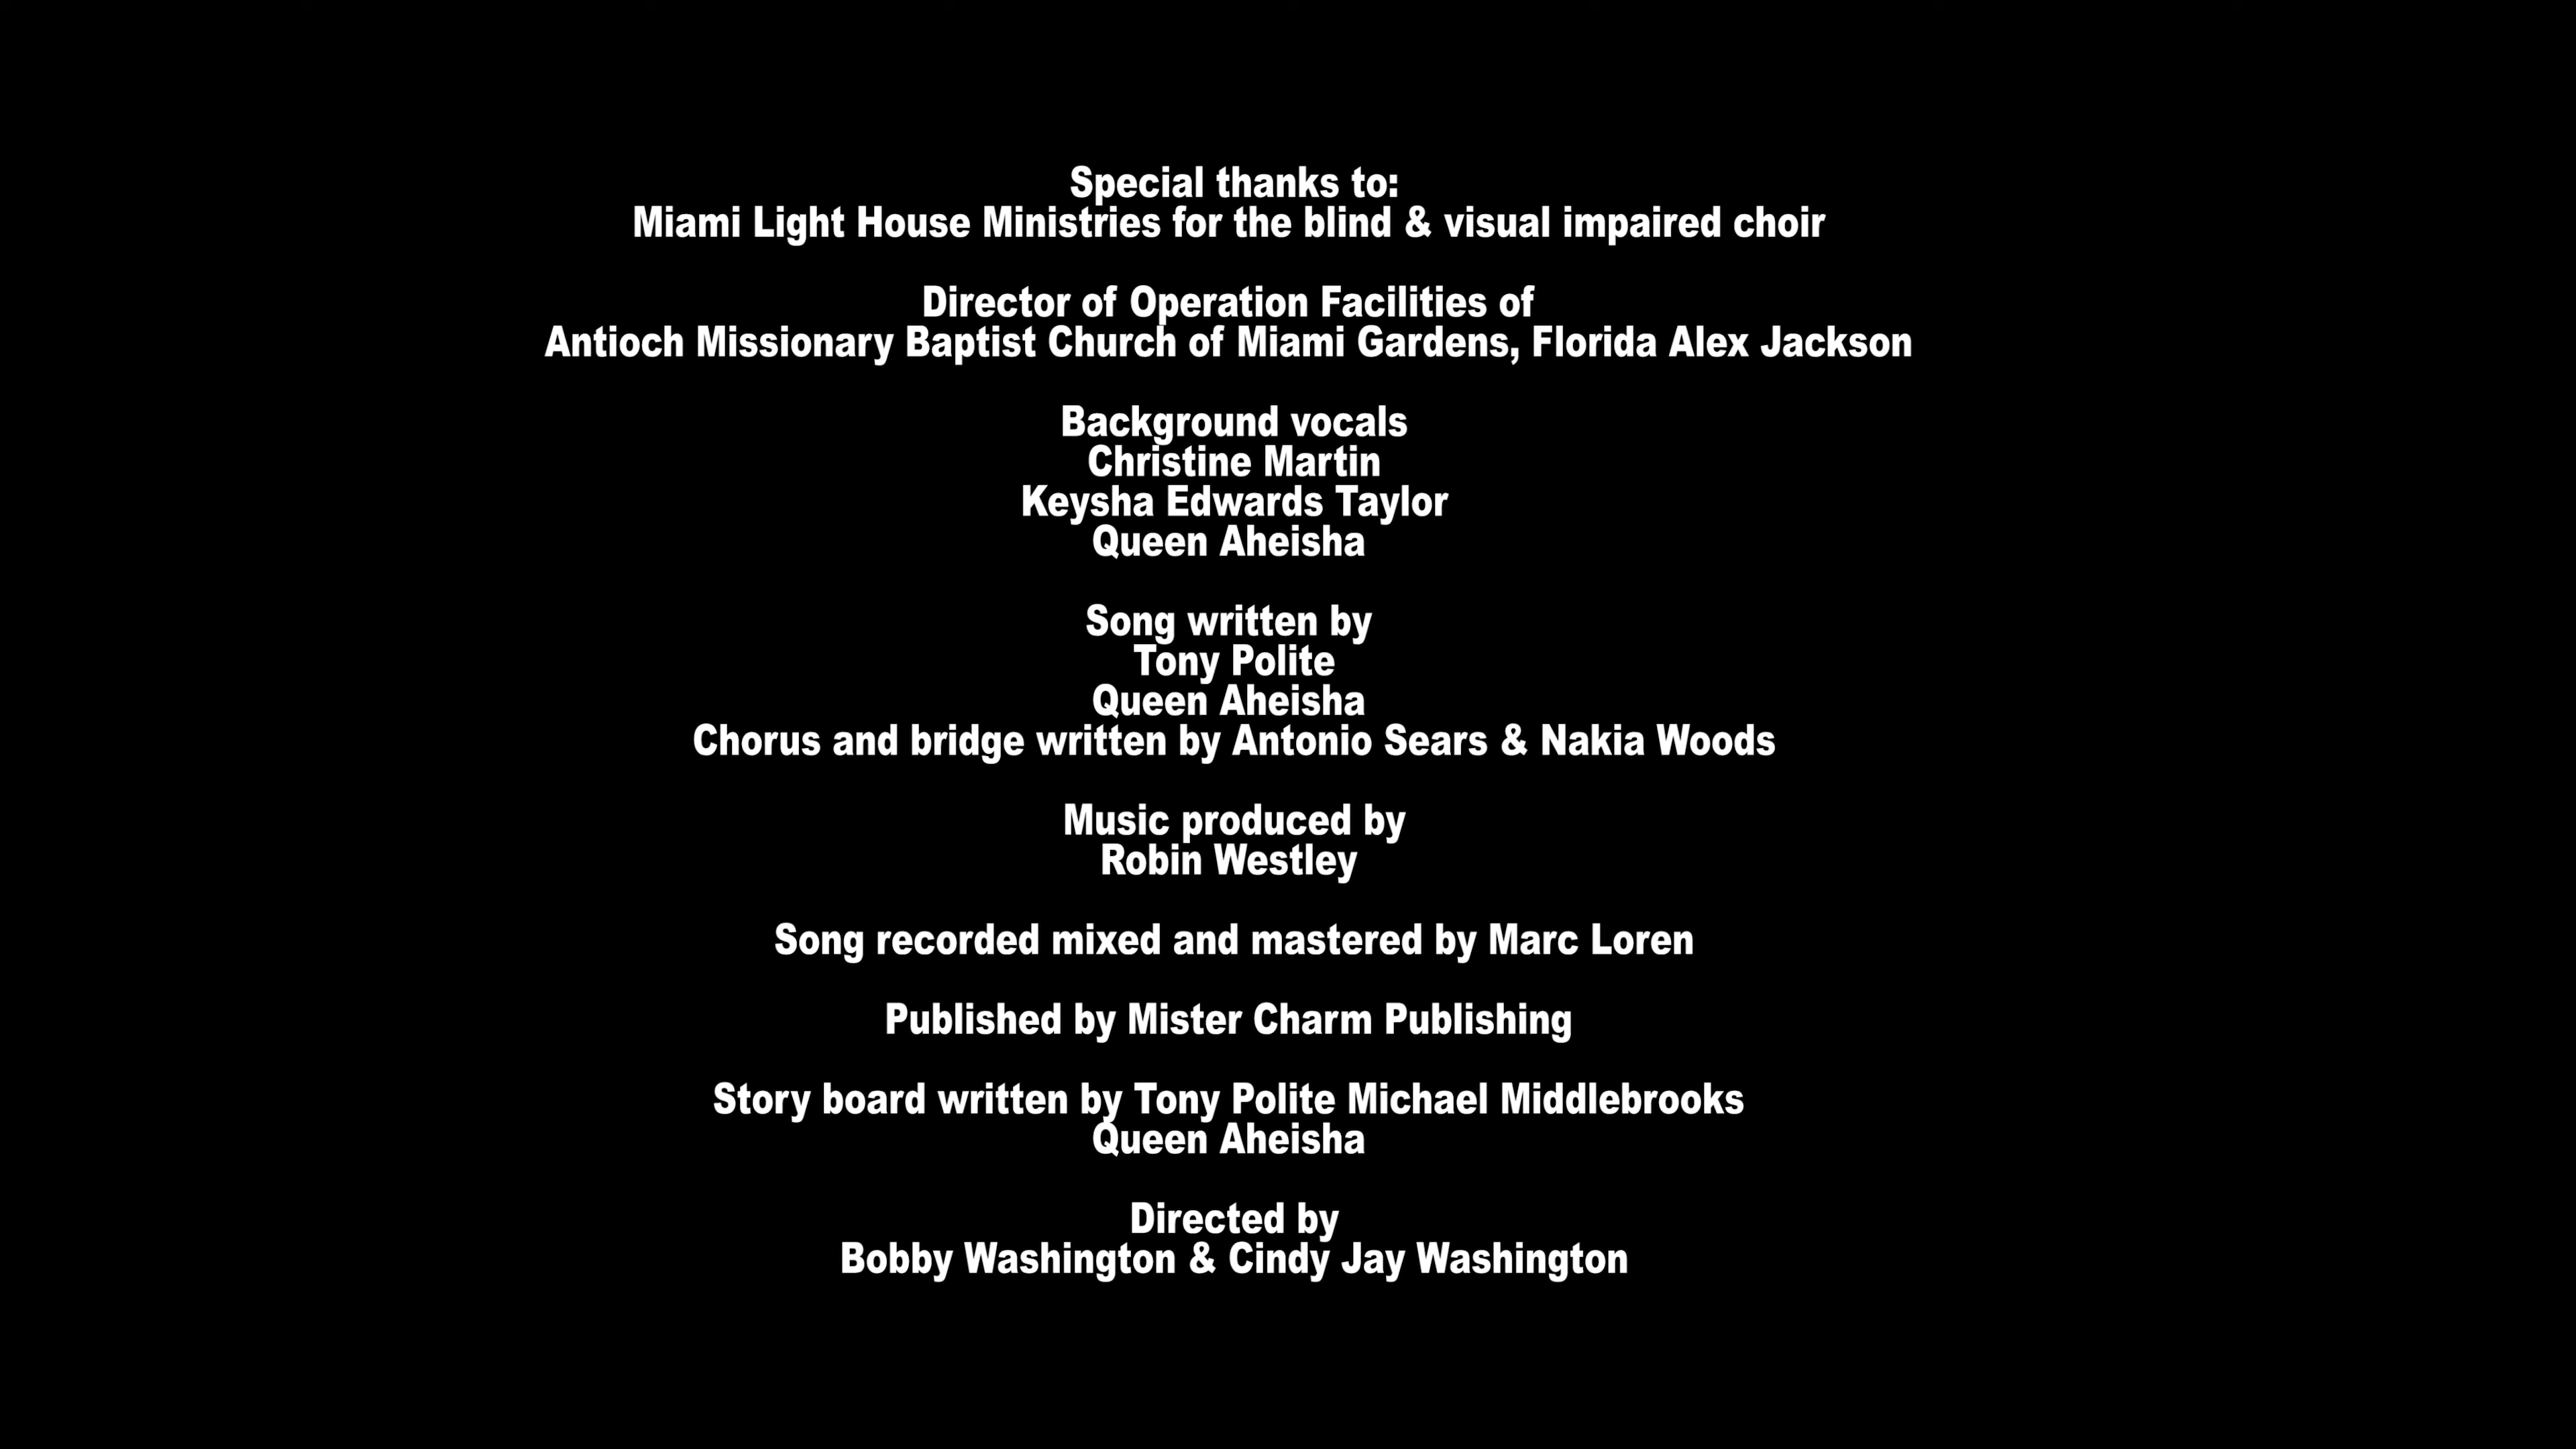 Special thanks to:
Miami Light House Ministries for the blind & visual impaired choir
Director of Operation Facilities of
Antioch Missionary Baptist Church of Miami Gardens, Florida Alex Jackson
Background vocals
Christine Martin
Keysha Edwards Taylor
Queen Aheisha
Song written by
Tony Polite
Queen Aheisha
Chorus and bridge written by Antonio Sears & Nakia Woods
Music produced by
Robin Westley
Song recorded mixed and mastered by Marc Loren
Published by Mister Charm Publishing
Story board written by Tony Polite Michael Middlebrooks
Queen Aheisha
Directed by
Bobby Washington & Cindy Jay Washington